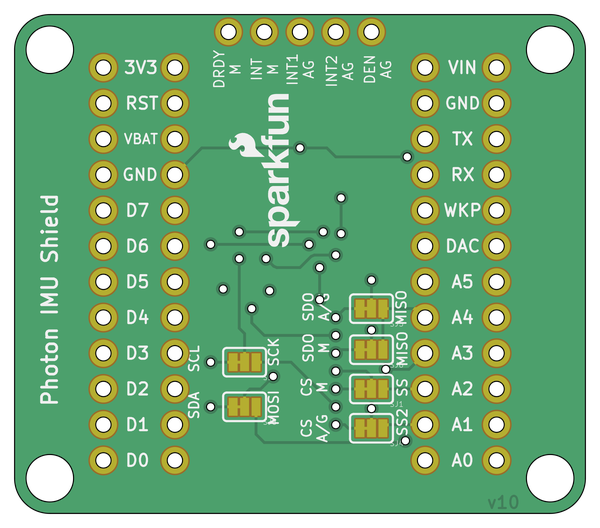 DRDY M
INT M
INT1 AG
INT2 AG
DEN AG
3V3
RST
VBAT
GND
D7
D6
D5
D4
D3
D2
D1
D0
VIN
GND
TX
RX
WKP
DAC
A5
A4
A3
A2
A1
A0
sparkfun
Photon IMU Shield
SDO A/G
MISO
SDO M
MISO
CS M
SS
CS A/G
SS2
SCL
SCK
SDA
MOSI
SJ1
v10